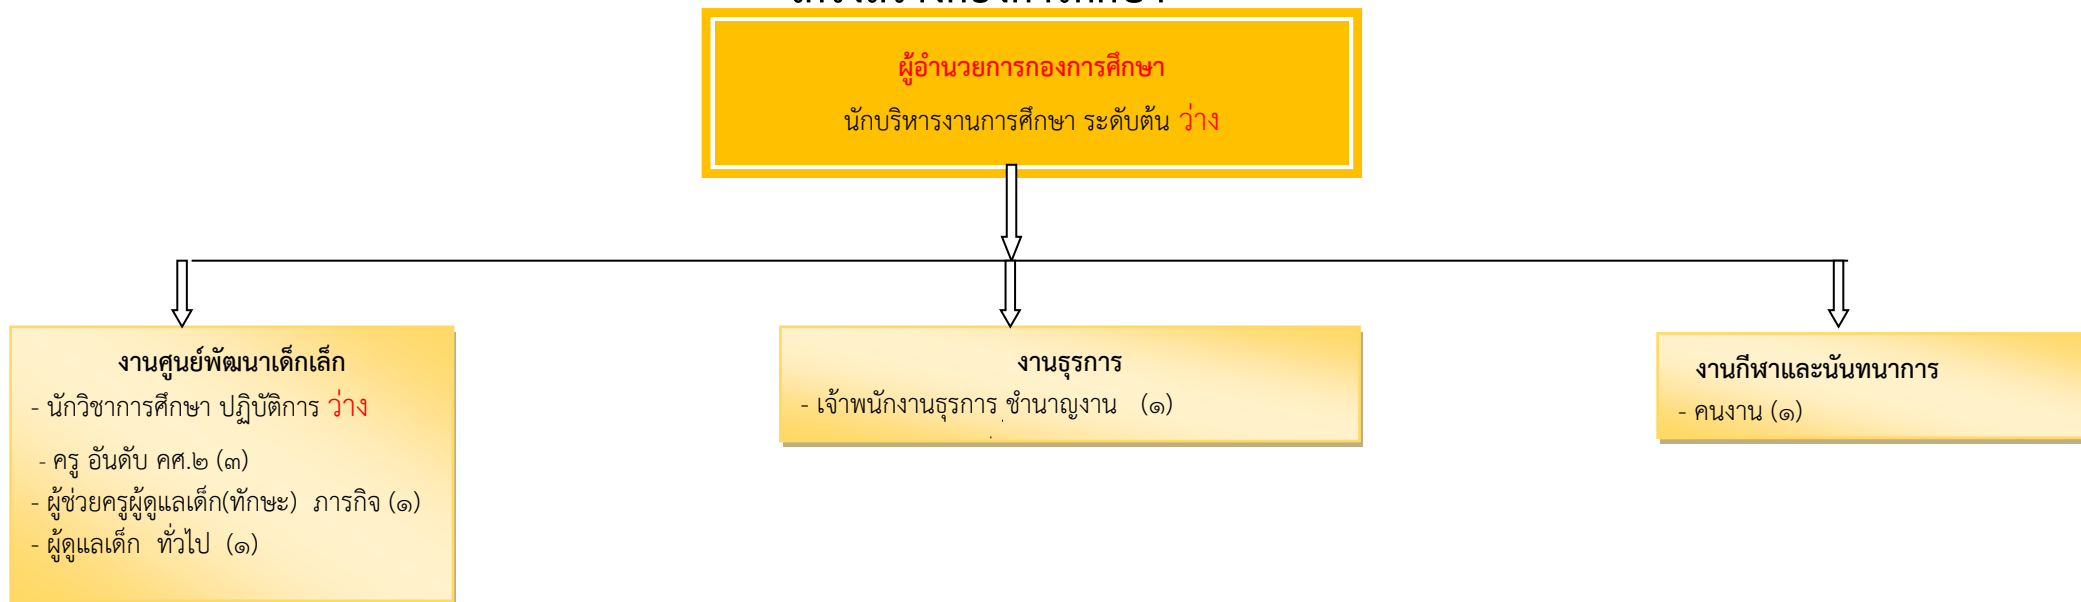 ผู้อำนวยการกองการศึกษา
นักบริหารงานการศึกษา ระดับต้น ว่าง
งานศูนย์พัฒนาเด็กเล็ก
- นักวิชาการศึกษา ปฏิบัติการ ว่าง
- ครู อันดับ คศ.๒ (๓)
- ผู้ช่วยครูผู้ดูแลเด็ก(ทักษะ) ภารกิจ (๑)
- ผู้ดูแลเด็ก ทั่วไป (๑)
งานธุรการ
- เจ้าพนักงานธุรการ ชำนาญงาน (๑)
งานกีฬาและนันทนาการ
- คนงาน (๑)